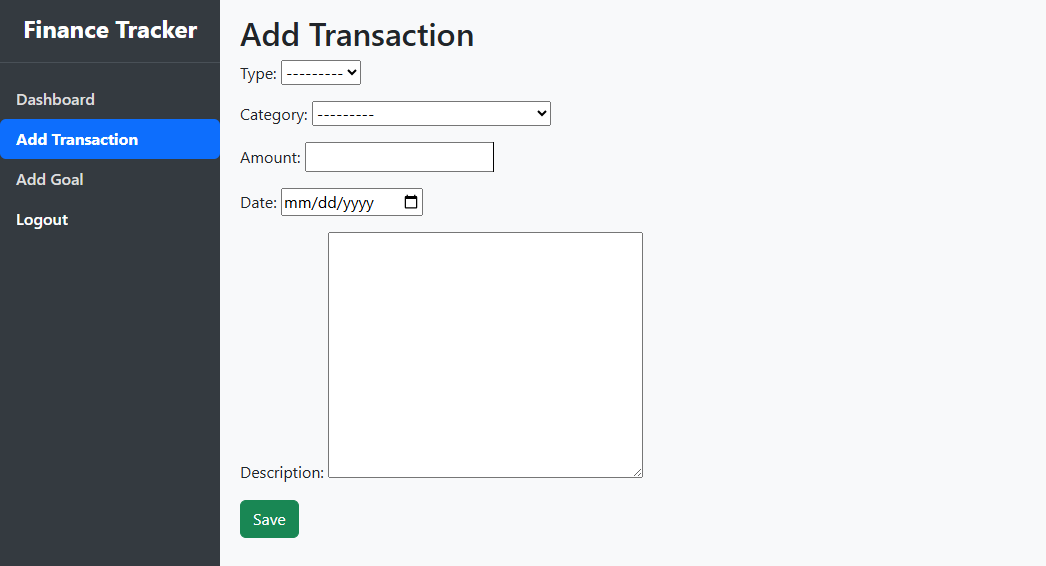 Finance Tracker
Dashboard
Add Transaction
Add Goal
Logout
Add Transaction
Type: ---------
Category: ---------
Amount:
Date: mm/dd/yyyy
Description:
Save